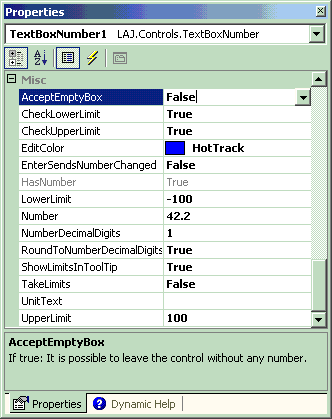 Properties
TextBoxNumber1 LAJ.Controls.TextBoxNumber
Misc
AcceptEmptyBox False
CheckLowerLimit True
CheckUpperLimit True
EditColor HotTrack
EnterSendsNumberChanged False
HasNumber True
LowerLimit -100
Number 42.2
NumberDecimalDigits 1
RoundToNumberDecimalDigits True
ShowLimitsInToolTip True
TakeLimits False
UnitText
UpperLimit 100
AcceptEmptyBox
If true: It is possible to leave the control without any number.
Properties Dynamic Help